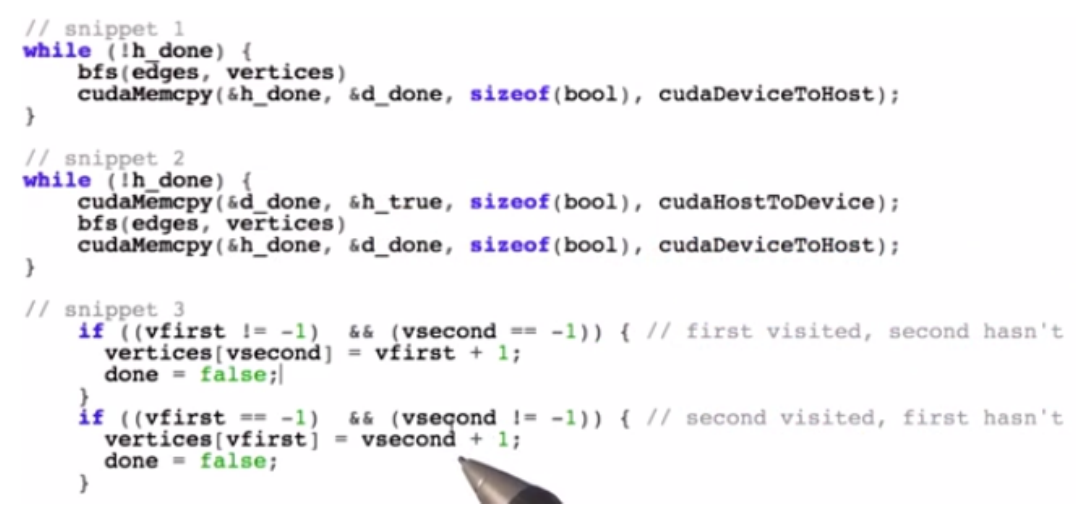 // snippet 1
while (!h_done) {
    bfs(edges, vertices)
    cudaMemcpy(&h_done, &d_done, sizeof(bool), cudaDeviceToHost);
}
// snippet 2
while (!h_done) {
    cudaMemcpy(&d_done, &h_true, sizeof(bool), cudaHostToDevice);
    bfs(edges, vertices)
    cudaMemcpy(&h_done, &d_done, sizeof(bool), cudaDeviceToHost);
}
// snippet 3
    if ((vfirst != -1)  && (vsecond == -1)) { // first visited, second hasn't
      vertices[vsecond] = vfirst + 1;
      done = false;
    }
    if ((vfirst == -1)  && (vsecond != -1)) { // second visited, first hasn't
      vertices[vfirst] = vsecond + 1;
      done = false;
    }